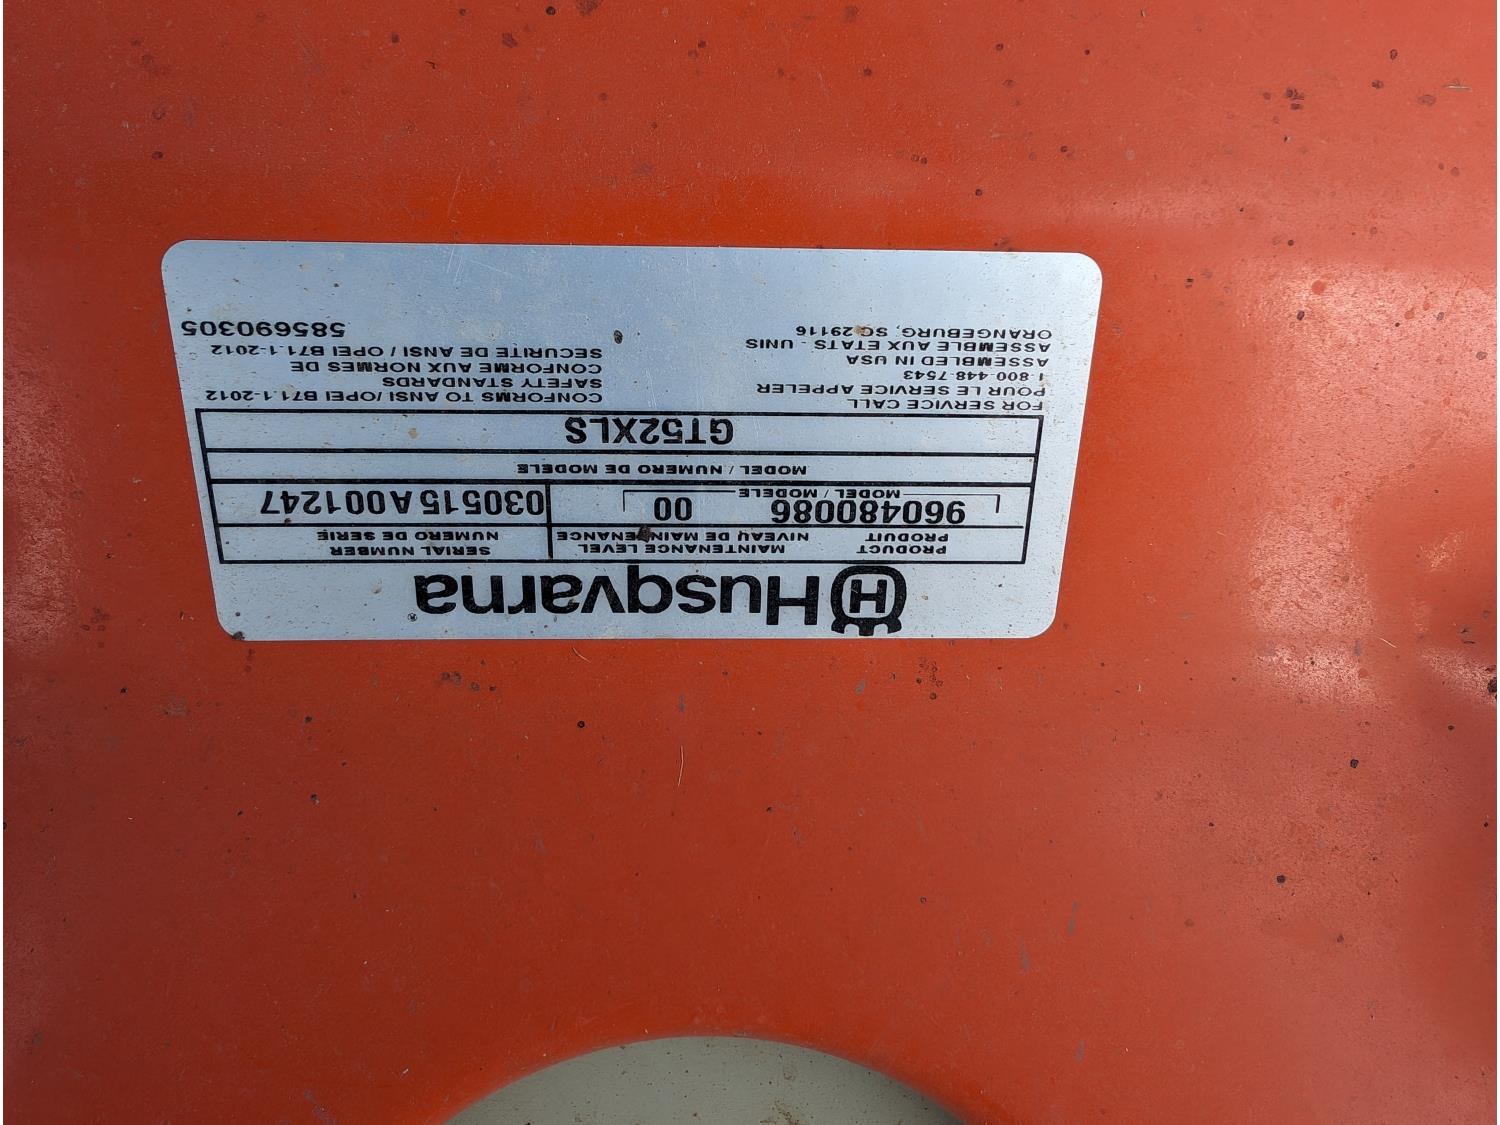 Husqvarna
PRODUCT MAINTENANCE LEVEL SERIAL NUMBER
PRODUIT NIVEAU DE MAINTENANCE NUMERO DE SERIE
960480086 00 030515A001247
MODEL / MODELE
MODEL / NUMERO DE MODELE
GT52XLS
FOR SERVICE CALL
POUR LE SERVICE APPELER
1-800-448-7543
ASSEMBLED IN USA
ASSEMBLE AUX ETATS - UNIS
ORANGEBURG, SC 29116
CONFORMS TO ANSI/OPEI B71.1-2012
SAFETY STANDARDS
CONFORME AUX NORMES DE
SECURITE DE ANSI / OPEI B71.1-2012
585690305